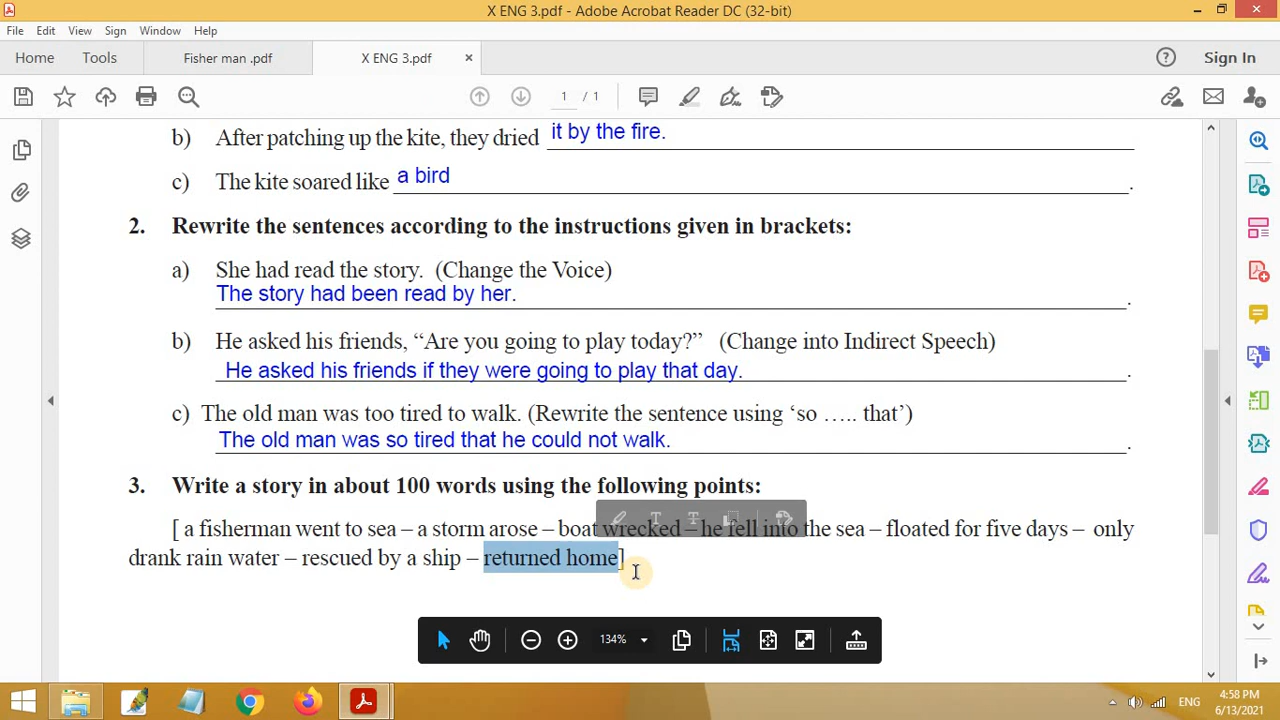 X ENG 3.pdf - Adobe Acrobat Reader DC (32-bit)
File Edit View Sign Window Help
Home Tools Fisher man .pdf X ENG 3.pdf × Sign In
1 / 1
b) After patching up the kite, they dried it by the fire.
c) The kite soared like a bird .
2. Rewrite the sentences according to the instructions given in brackets:
a) She had read the story. (Change the Voice)
The story had been read by her. .
b) He asked his friends, “Are you going to play today?” (Change into Indirect Speech)
He asked his friends if they were going to play that day. .
c) The old man was too tired to walk. (Rewrite the sentence using ‘so ….. that’)
The old man was so tired that he could not walk. .
3. Write a story in about 100 words using the following points:
[ a fisherman went to sea – a storm arose – boat wrecked – he fell into the sea – floated for five days – only
drank rain water – rescued by a ship – returned home]
134%
ENG
4:58 PM
6/13/2021